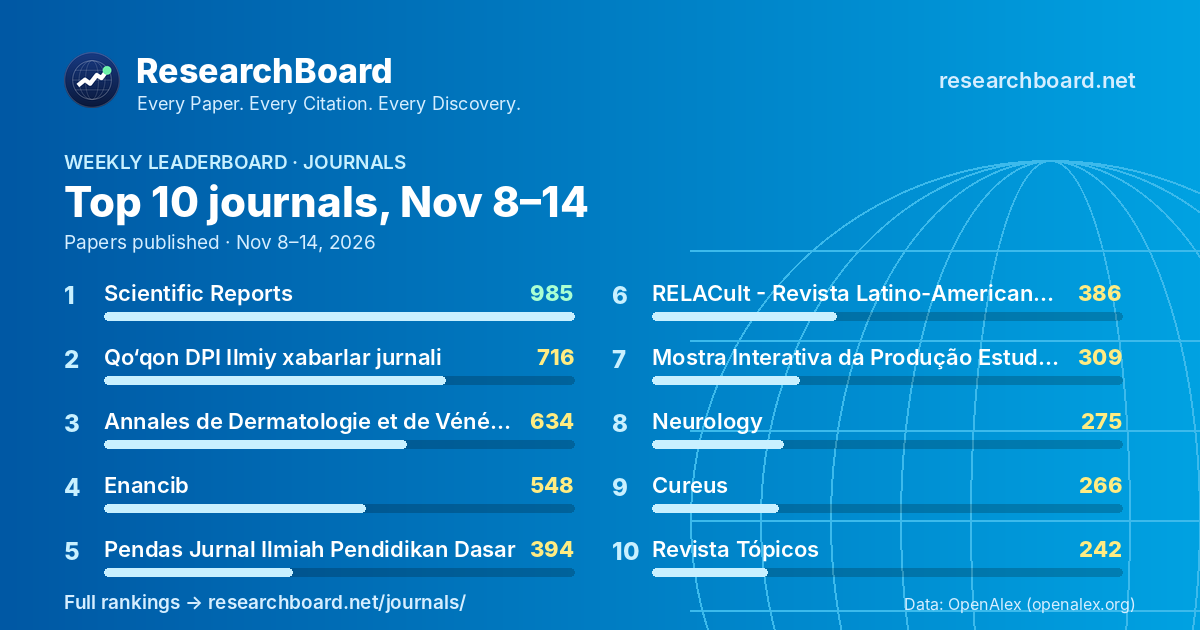 ResearchBoard
Every Paper. Every Citation. Every Discovery.
researchboard.net
WEEKLY LEADERBOARD · JOURNALS
Top 10 journals, Nov 8–14
Papers published · Nov 8–14, 2026
1 Scientific Reports 985
2 Qo‘qon DPI Ilmiy xabarlar jurnali 716
3 Annales de Dermatologie et de Véné... 634
4 Enancib 548
5 Pendas Jurnal Ilmiah Pendidikan Dasar 394
6 RELACult - Revista Latino-American... 386
7 Mostra Interativa da Produção Estud... 309
8 Neurology 275
9 Cureus 266
10 Revista Tópicos 242
Full rankings → researchboard.net/journals/
Data: OpenAlex (openalex.org)